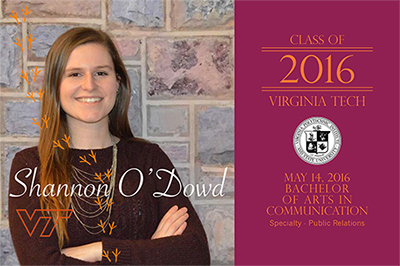 Shannon O'Dowd
VT
CLASS OF
2016
VIRGINIA TECH
MAY 14, 2016
BACHELOR
OF ARTS IN
COMMUNICATION
Specialty - Public Relations